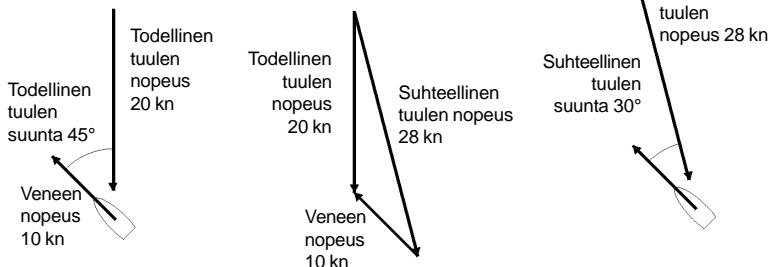 Todellinen
tuulen
nopeus
20 kn
Todellinen
tuulen
suunta 45°
Veneen
nopeus
10 kn
Todellinen
tuulen
nopeus
20 kn
Suhteellinen
tuulen nopeus
28 kn
Veneen
nopeus
10 kn
tuulen
nopeus 28 kn
Suhteellinen
tuulen
suunta 30°